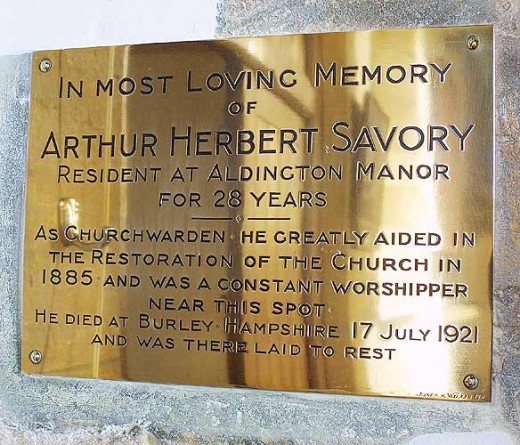 IN MOST LOVING MEMORY
OF
ARTHUR HERBERT SAVORY
RESIDENT AT ALDINGTON MANOR
FOR 28 YEARS
AS CHURCHWARDEN HE GREATLY AIDED IN
THE RESTORATION OF THE CHURCH IN
1885 AND WAS A CONSTANT WORSHIPPER
NEAR THIS SPOT
HE DIED AT BURLEY · HAMPSHIRE 17 JULY 1921
AND WAS THERE LAID TO REST